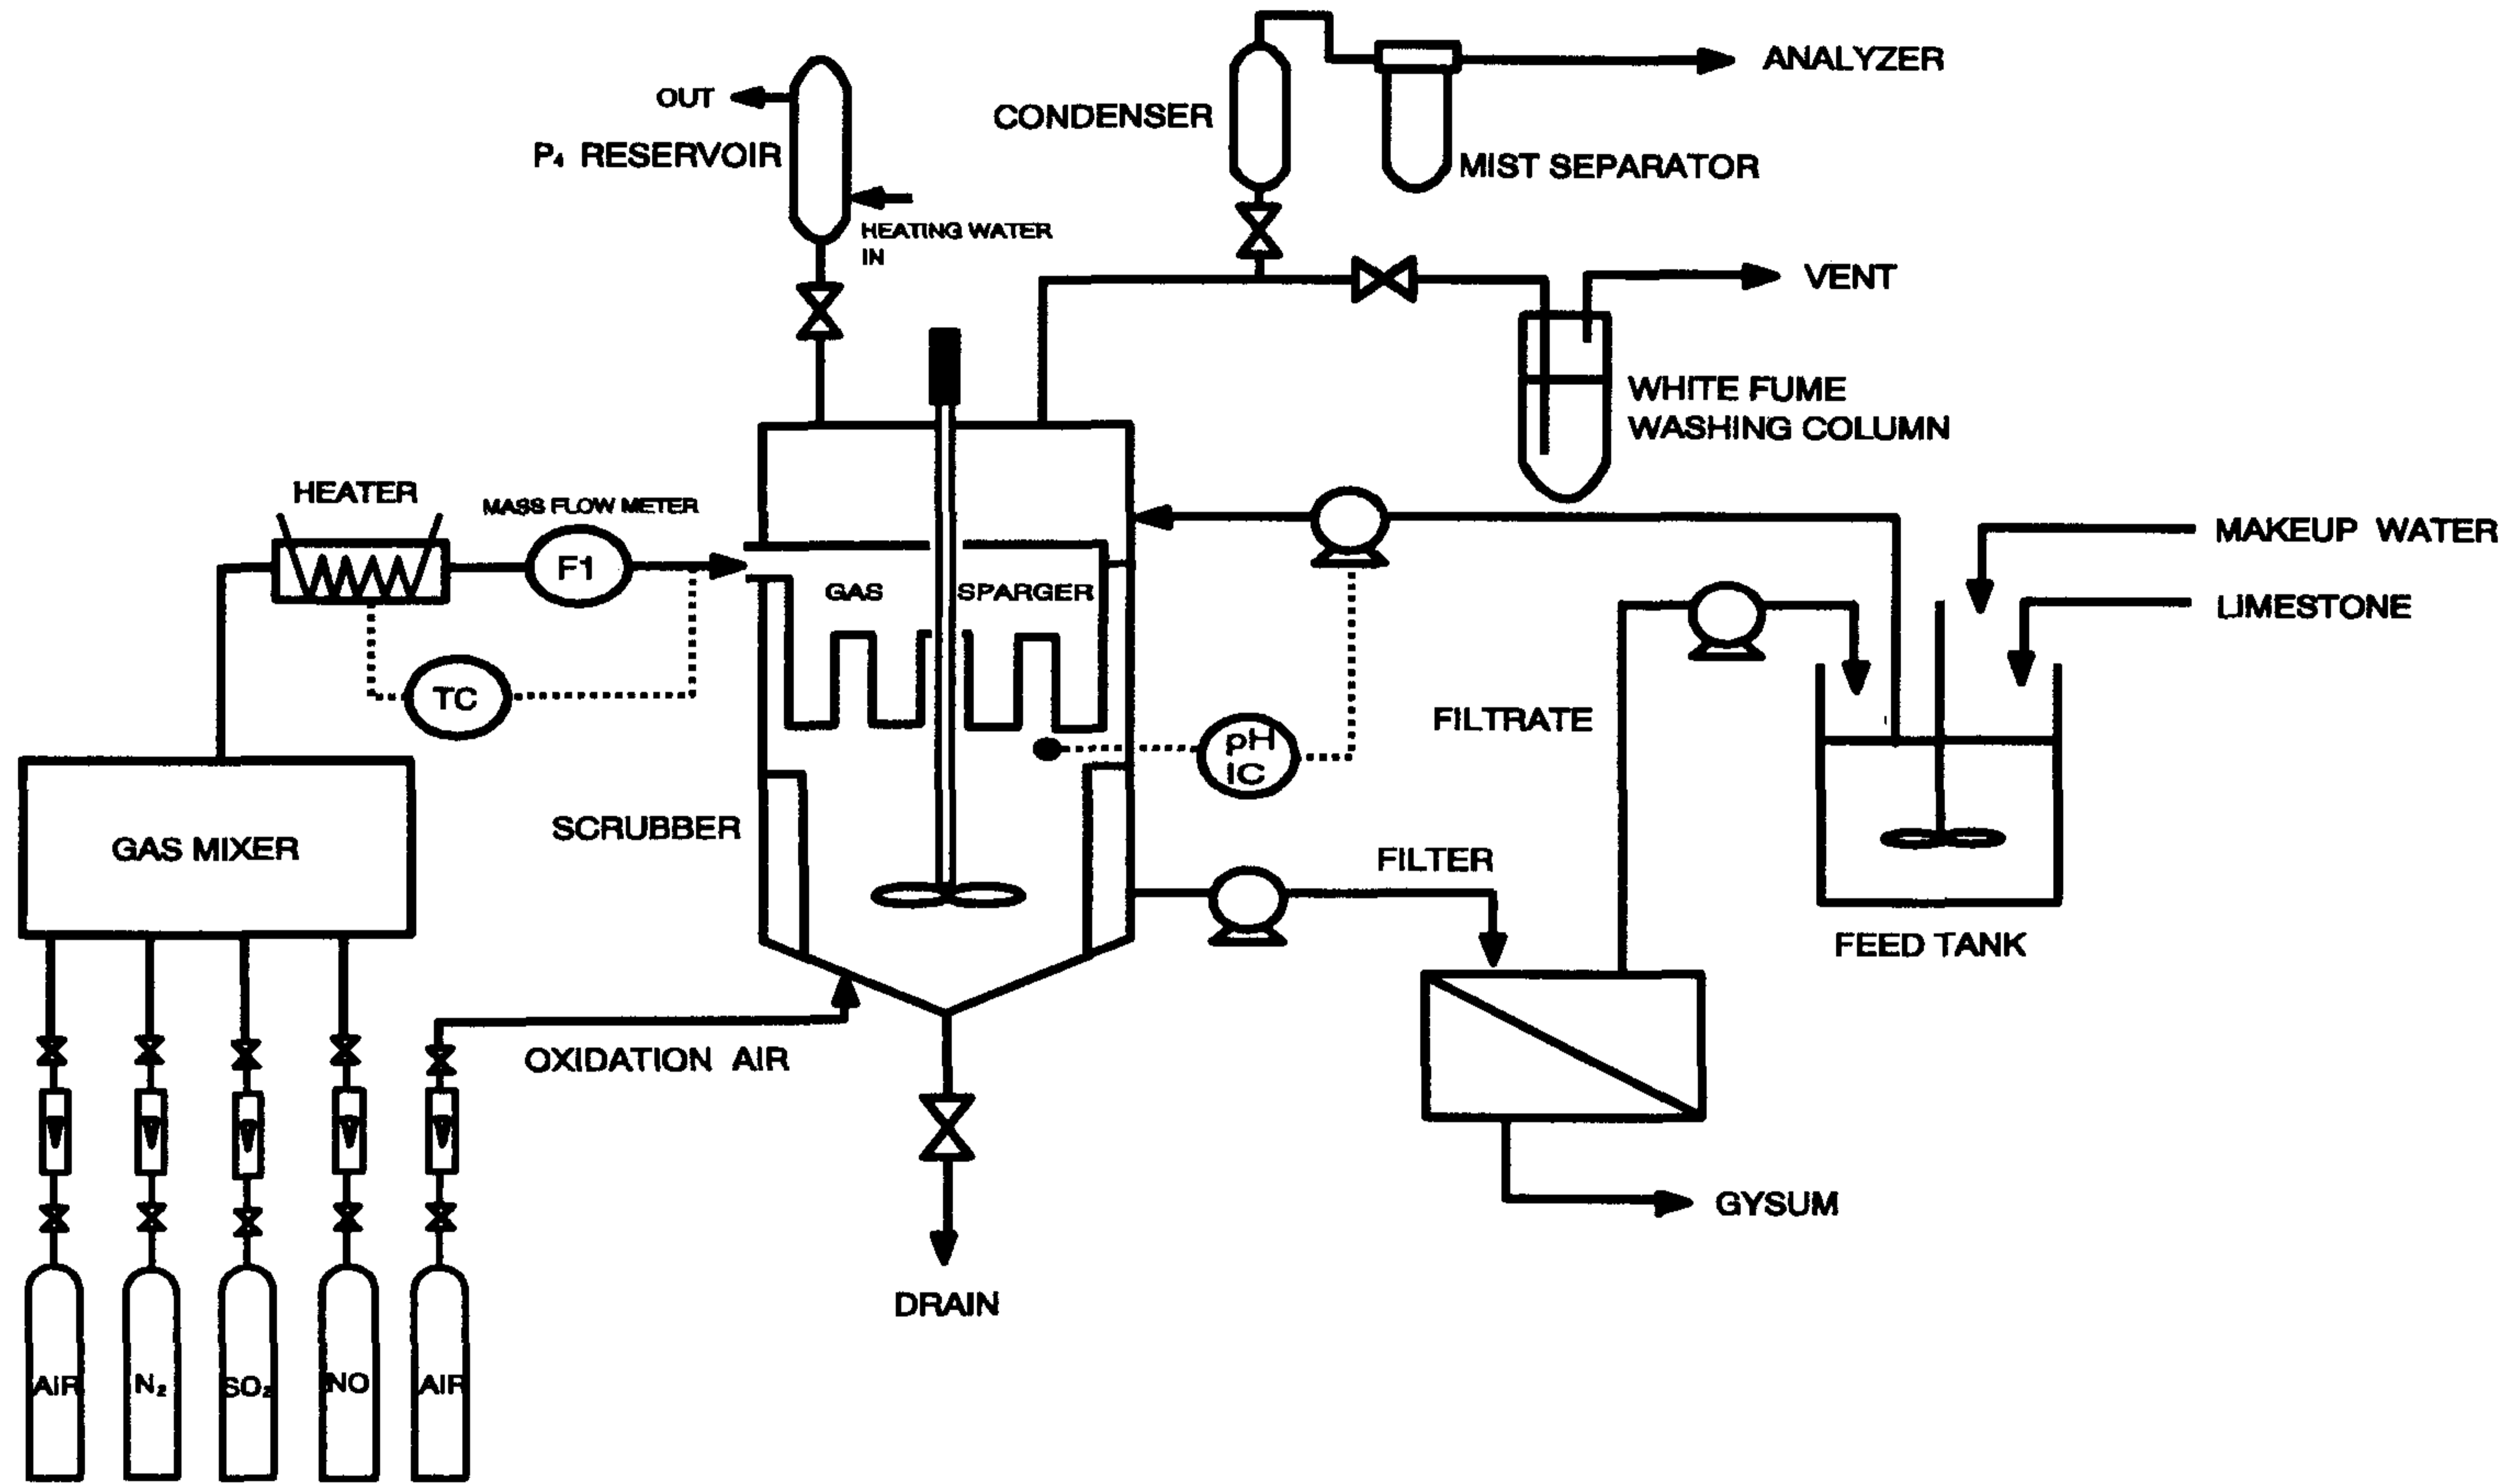 ANALYZER
OUT
CONDENSER
P₄ RESERVOIR
MIST SEPARATOR
HEATING WATER
IN
VENT
WHITE FUME
WASHING COLUMN
HEATER
MASS FLOW METER
F1
MAKEUP WATER
GAS SPARGER
LIMESTONE
TC
FILTRATE
pH
IC
SCRUBBER
GAS MIXER
FILTER
FEED TANK
OXIDATION AIR
GYSUM
DRAIN
AIR
N₂
SO₂
NO
AIR